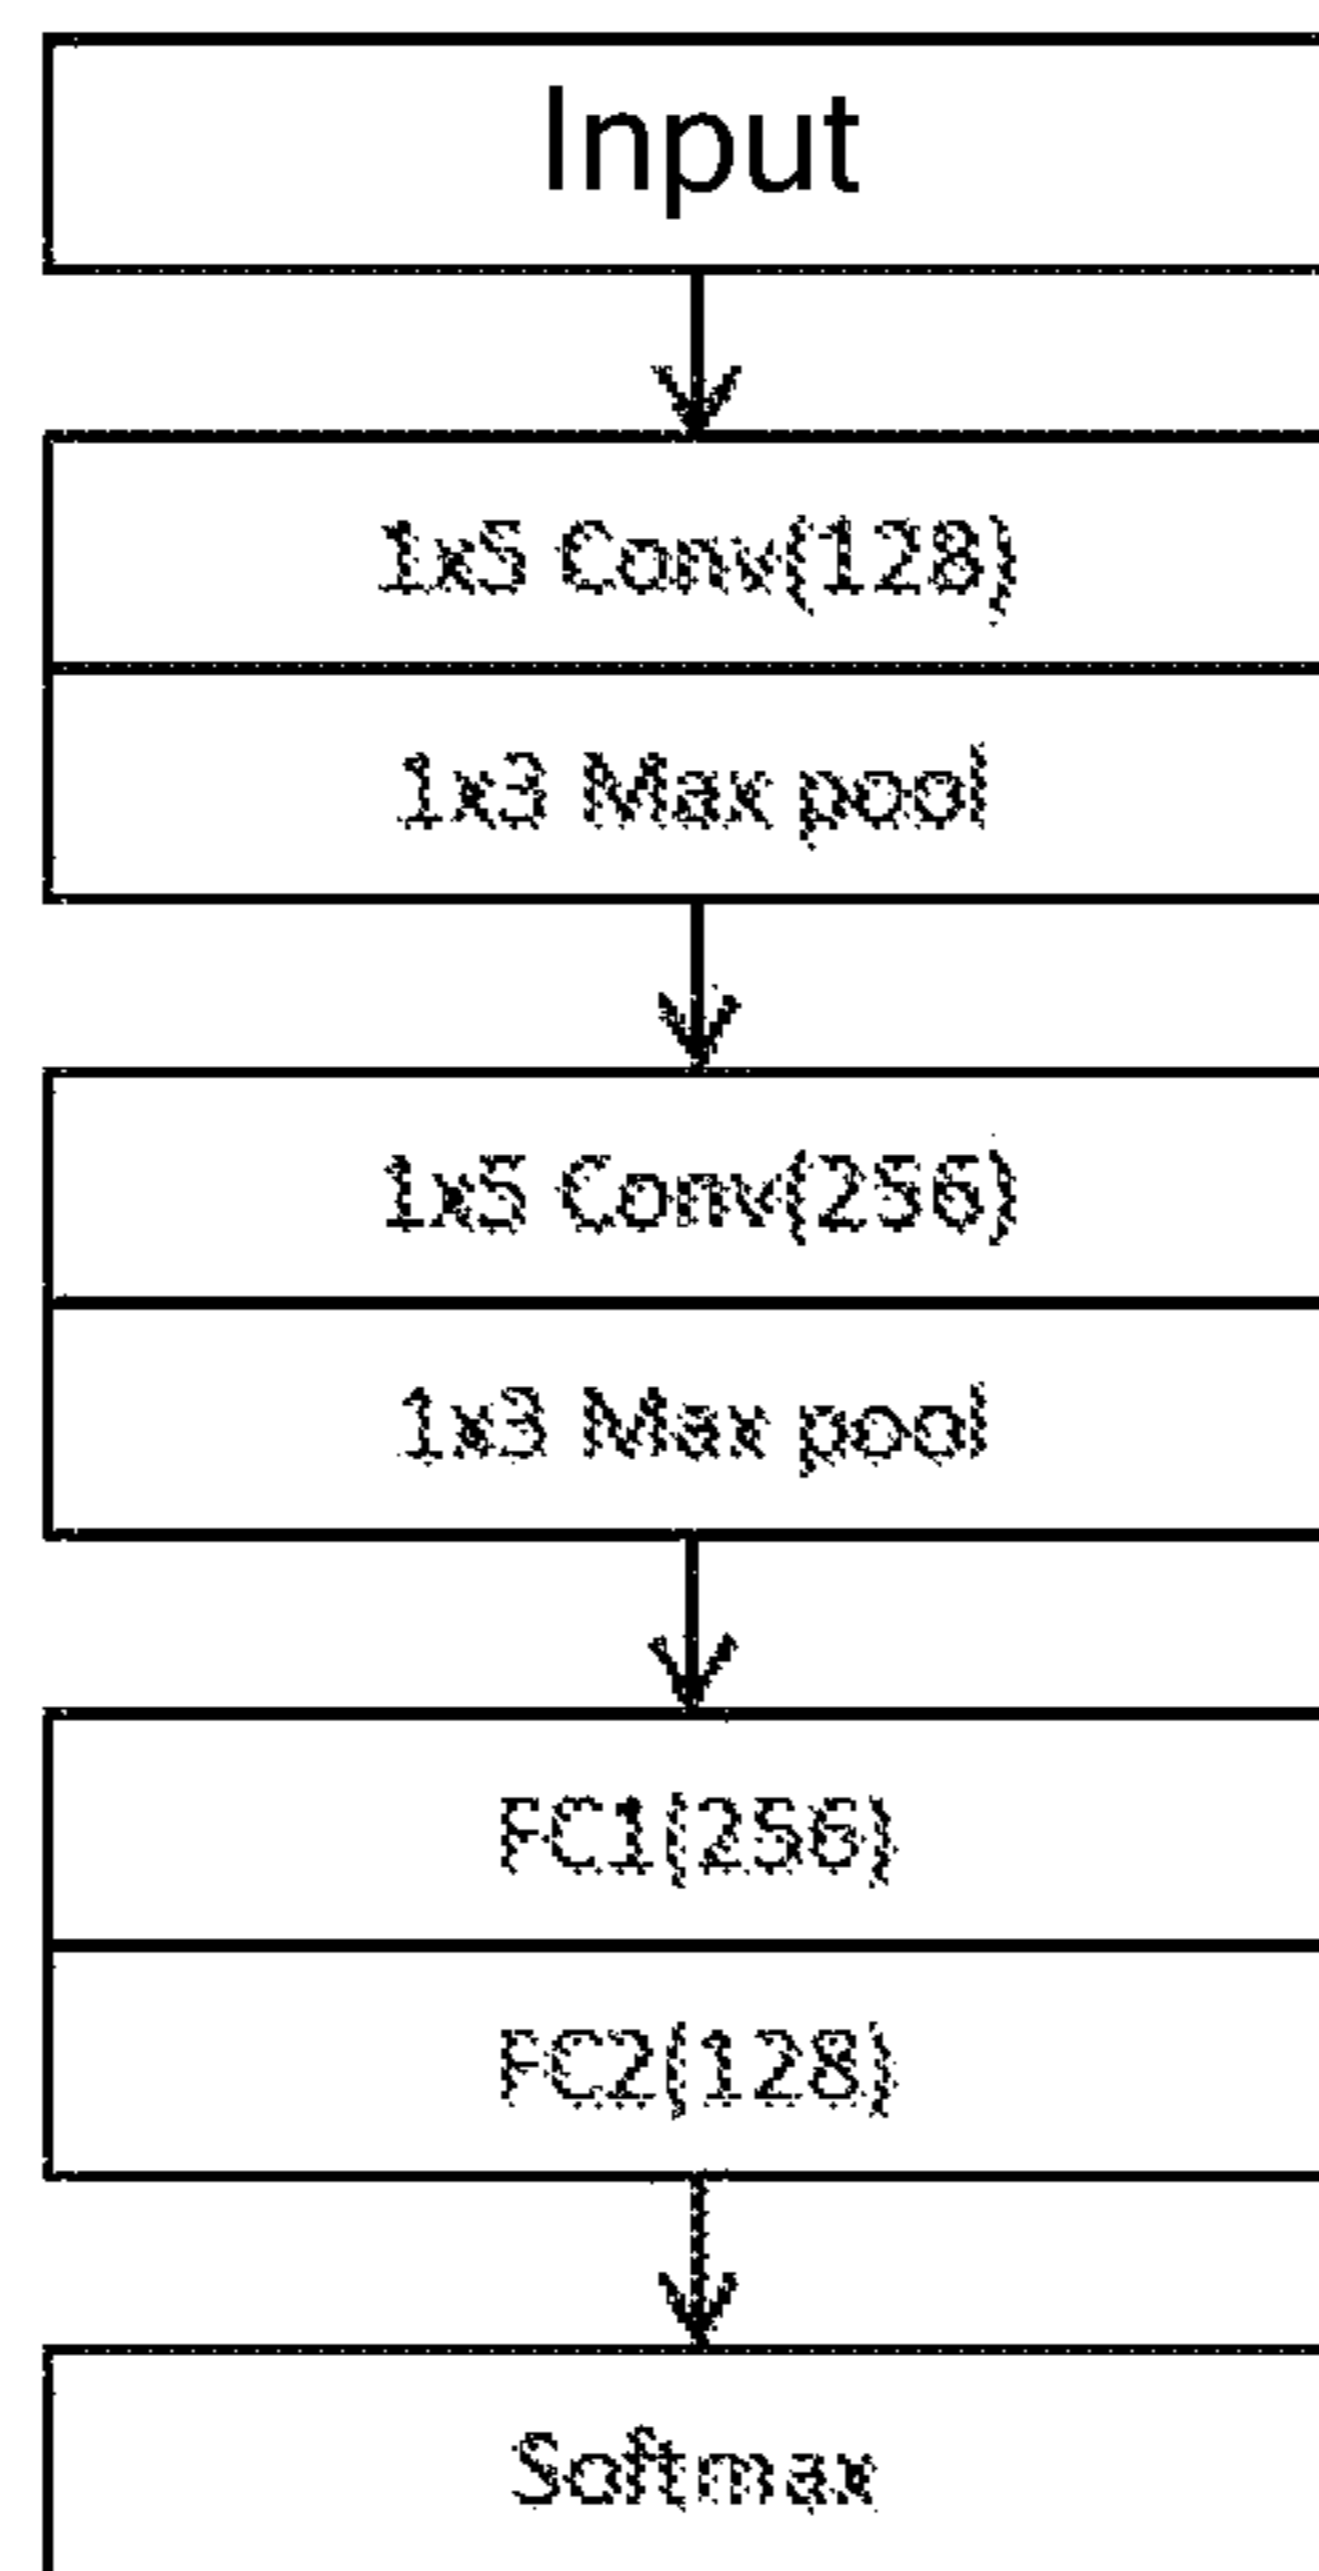 Input
1x5 Conv(128)
1x3 Max pool
1x5 Conv(256)
1x3 Max pool
FC1(256)
FC2(128)
Softmax